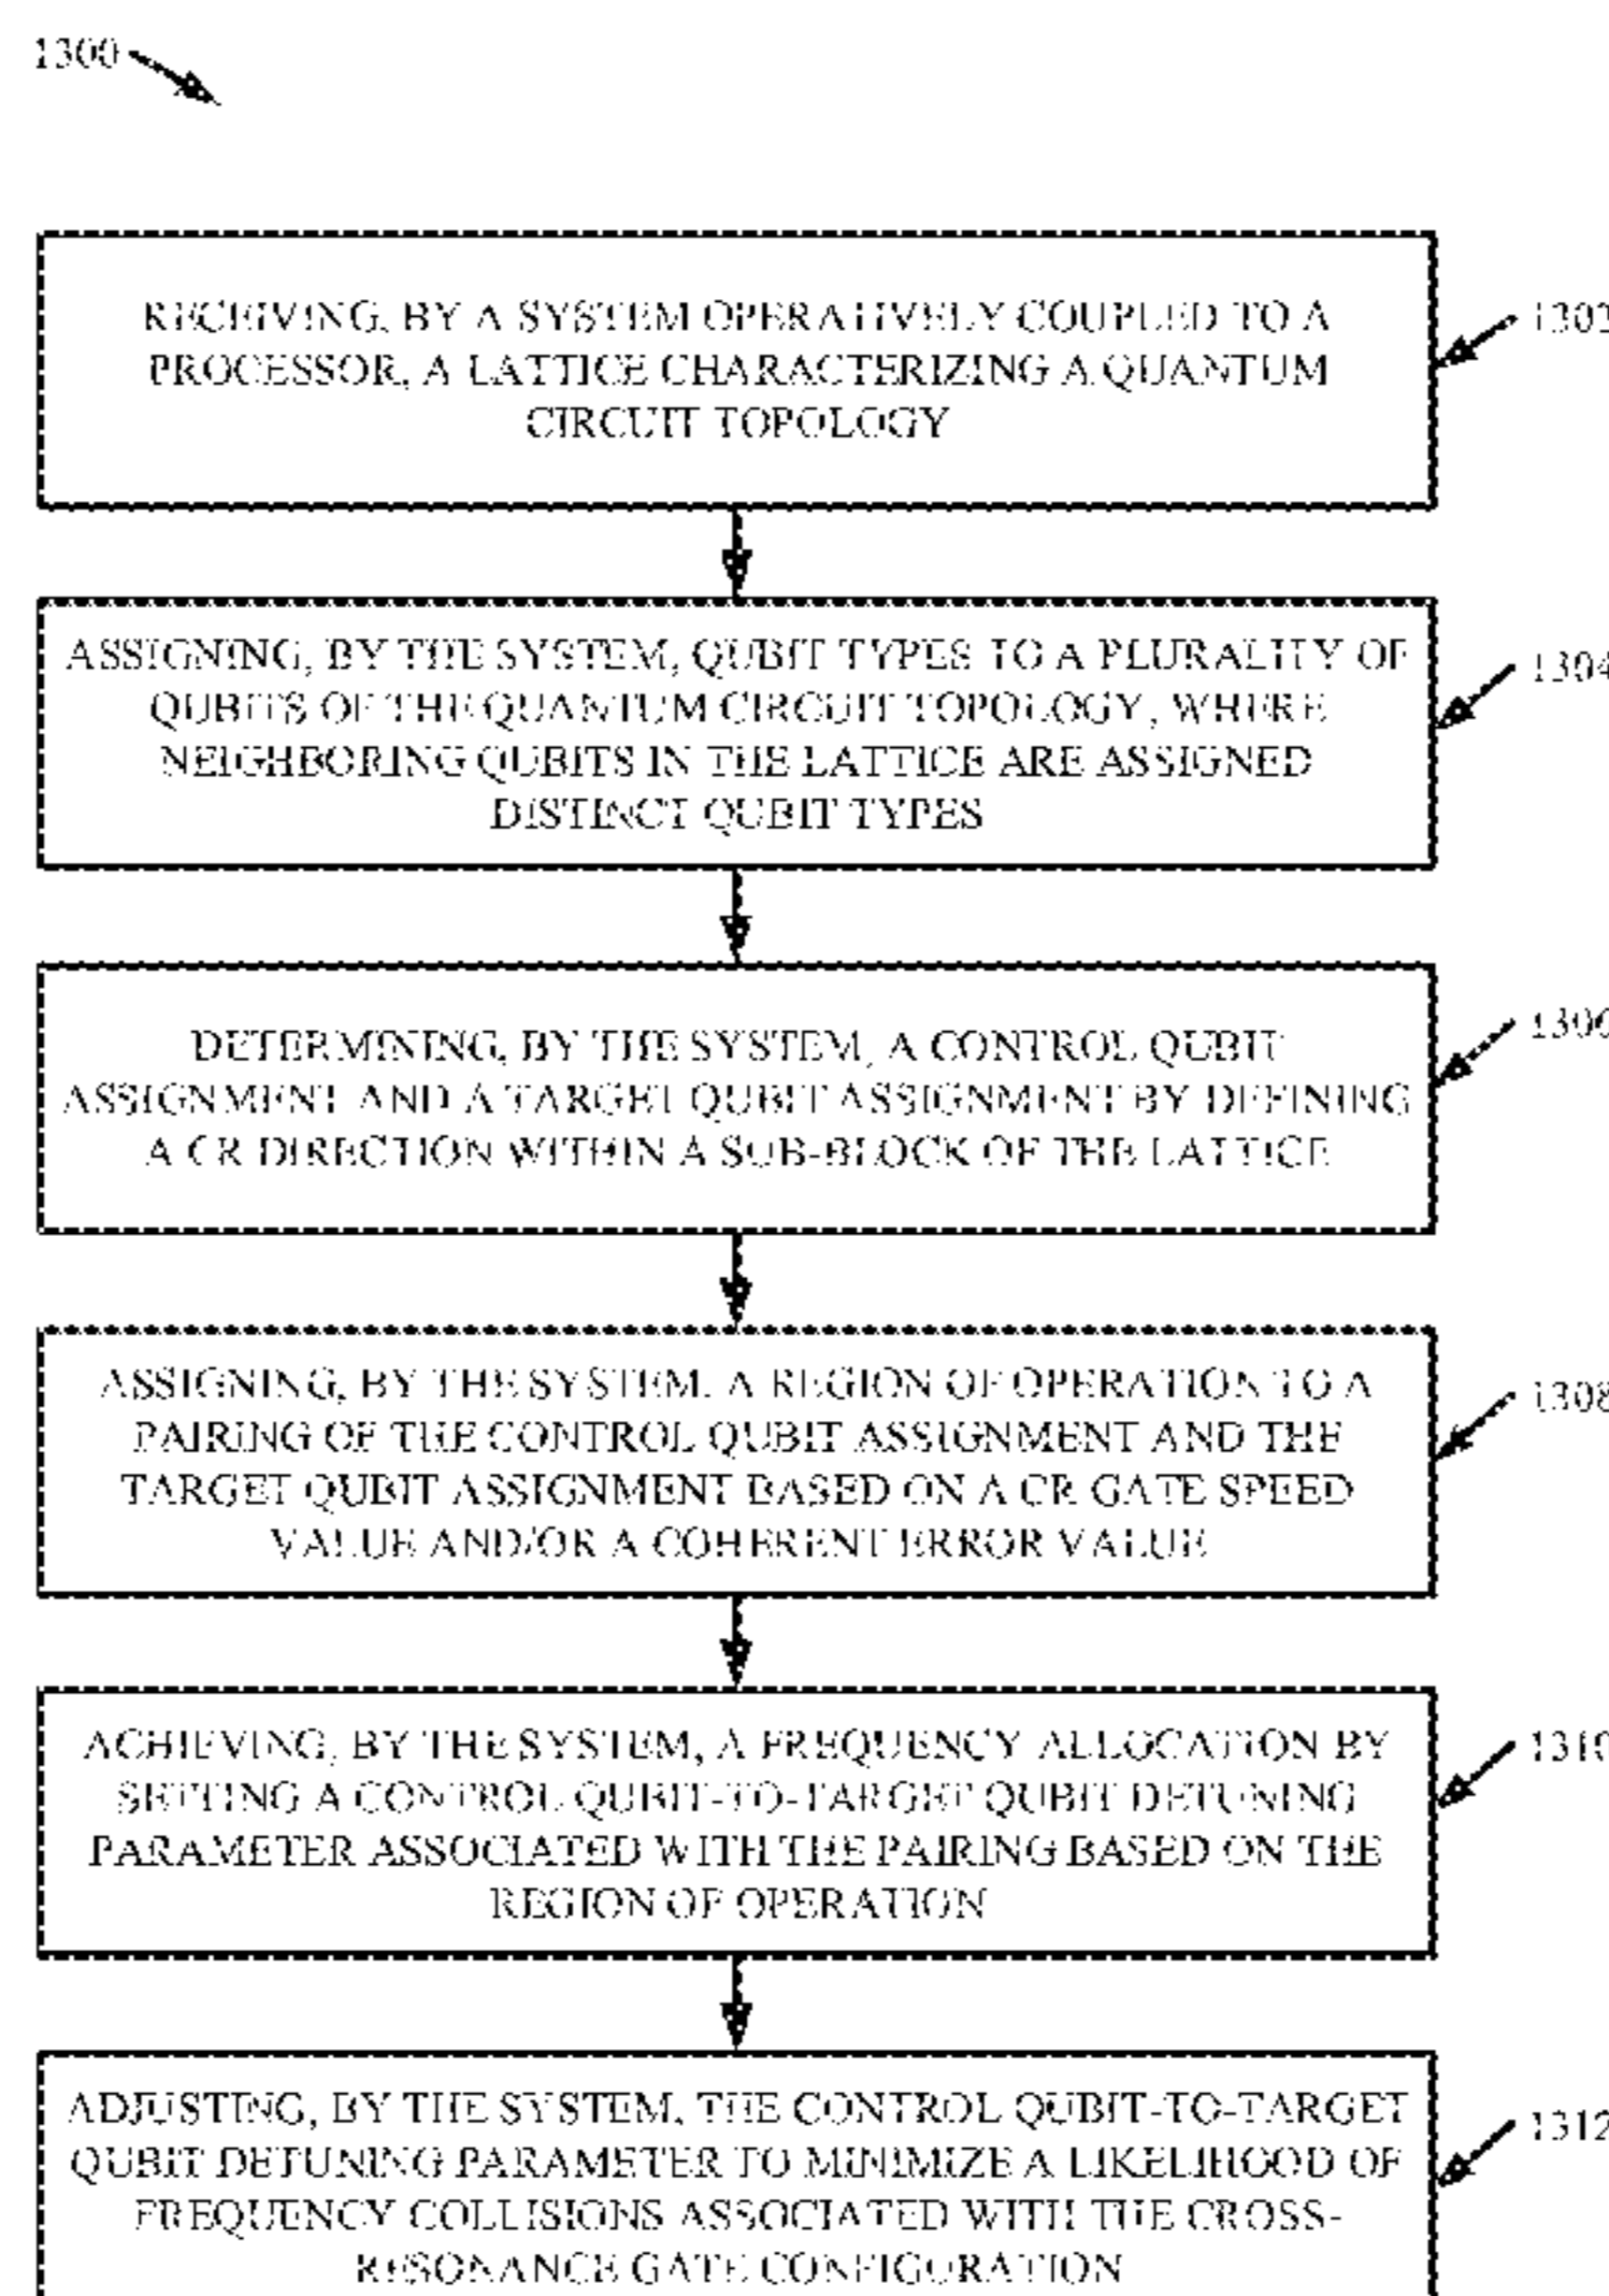 1300
RECEIVING, BY A SYSTEM OPERATIVELY COUPLED TO A
PROCESSOR, A LATTICE CHARACTERIZING A QUANTUM
CIRCUIT TOPOLOGY
1302
ASSIGNING, BY THE SYSTEM, QUBIT TYPES TO A PLURALITY OF
QUBITS OF THE QUANTUM CIRCUIT TOPOLOGY, WHERE
NEIGHBORING QUBITS IN THE LATTICE ARE ASSIGNED
DISTINCT QUBIT TYPES
1304
DETERMINING, BY THE SYSTEM, A CONTROL QUBIT
ASSIGNMENT AND A TARGET QUBIT ASSIGNMENT BY DEFINING
A CR DIRECTION WITHIN A SUB-BLOCK OF THE LATTICE
1306
ASSIGNING, BY THE SYSTEM, A REGION OF OPERATION TO A
PAIRING OF THE CONTROL QUBIT ASSIGNMENT AND THE
TARGET QUBIT ASSIGNMENT BASED ON A CR GATE SPEED
VALUE AND/OR A COHERENT ERROR VALUE
1308
ACHIEVING, BY THE SYSTEM, A FREQUENCY ALLOCATION BY
SETTING A CONTROL QUBIT-TO-TARGET QUBIT DETUNING
PARAMETER ASSOCIATED WITH THE PAIRING BASED ON THE
REGION OF OPERATION
1310
ADJUSTING, BY THE SYSTEM, THE CONTROL QUBIT-TO-TARGET
QUBIT DETUNING PARAMETER TO MINIMIZE A LIKELIHOOD OF
FREQUENCY COLLISIONS ASSOCIATED WITH THE CROSS-
RESONANCE GATE CONFIGURATION
1312